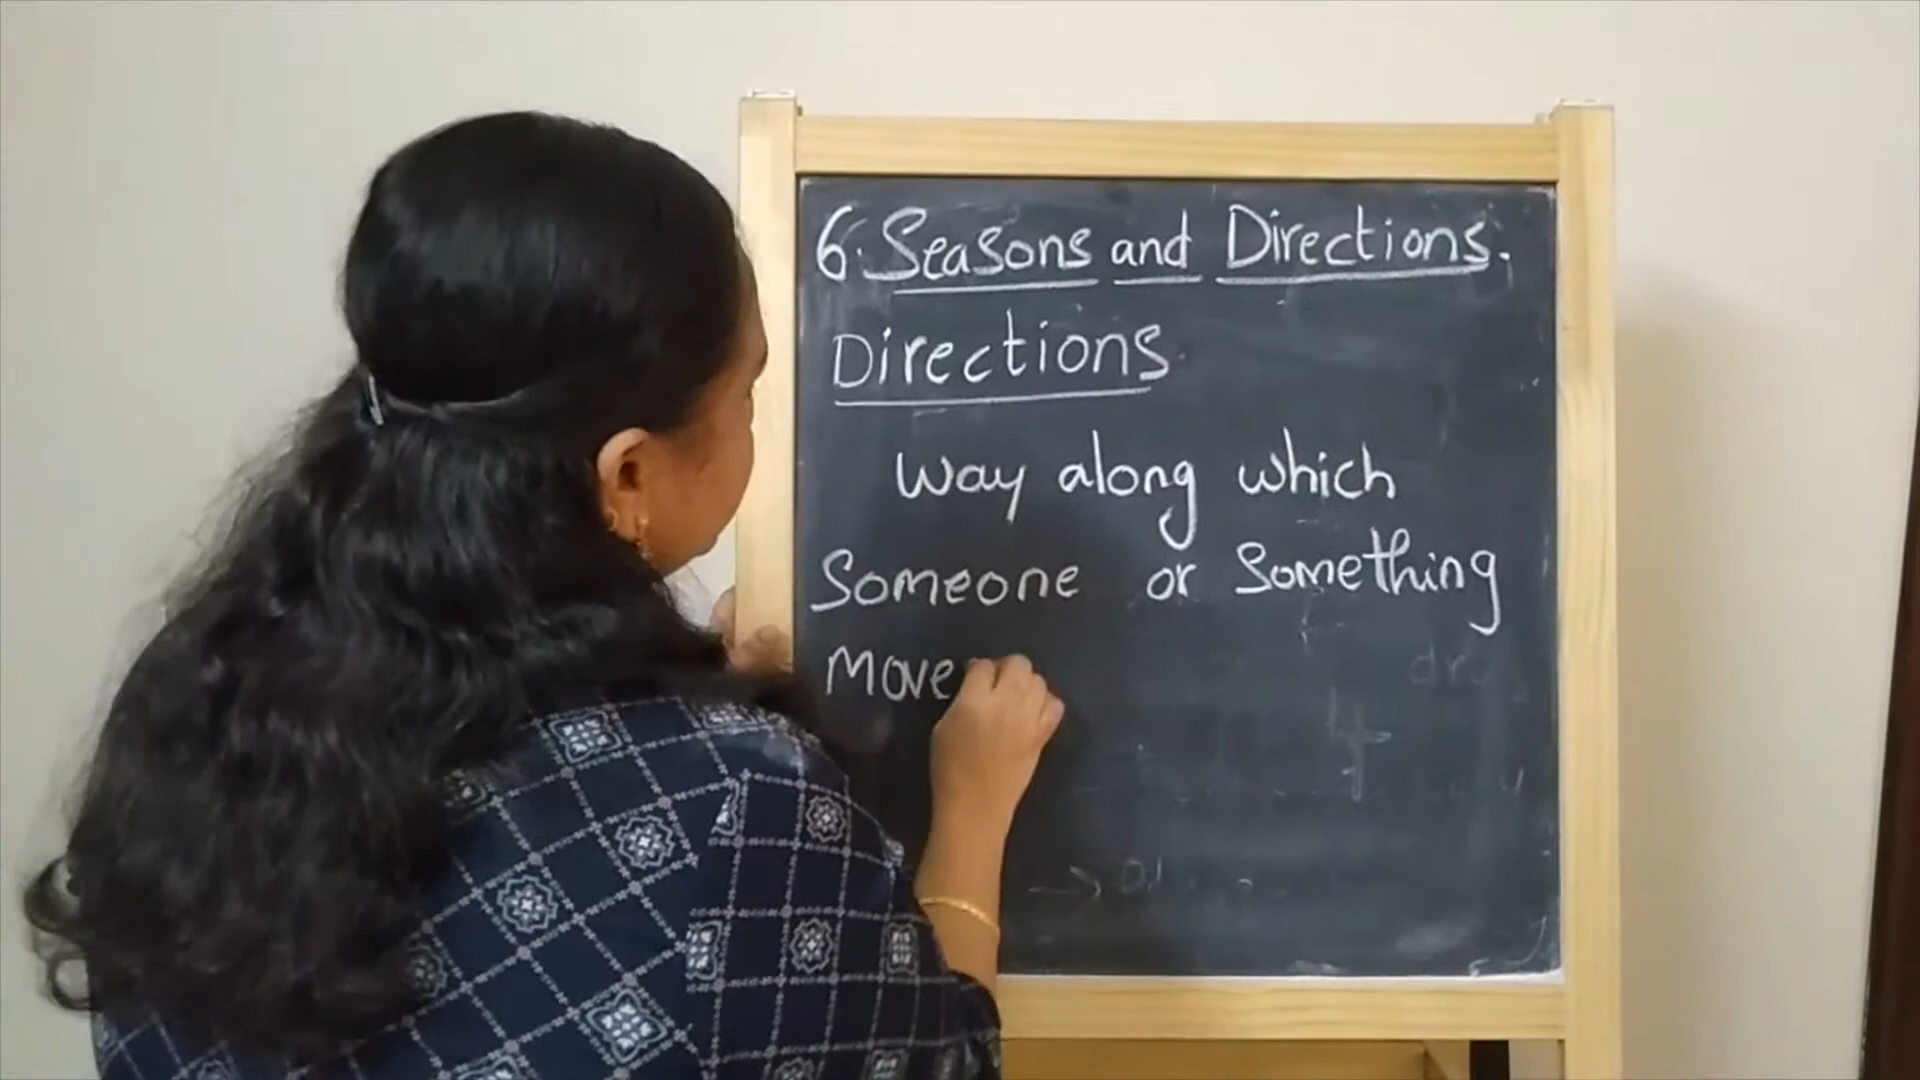 6. Seasons and Directions.
Directions
Way along which
Someone or Something
Move